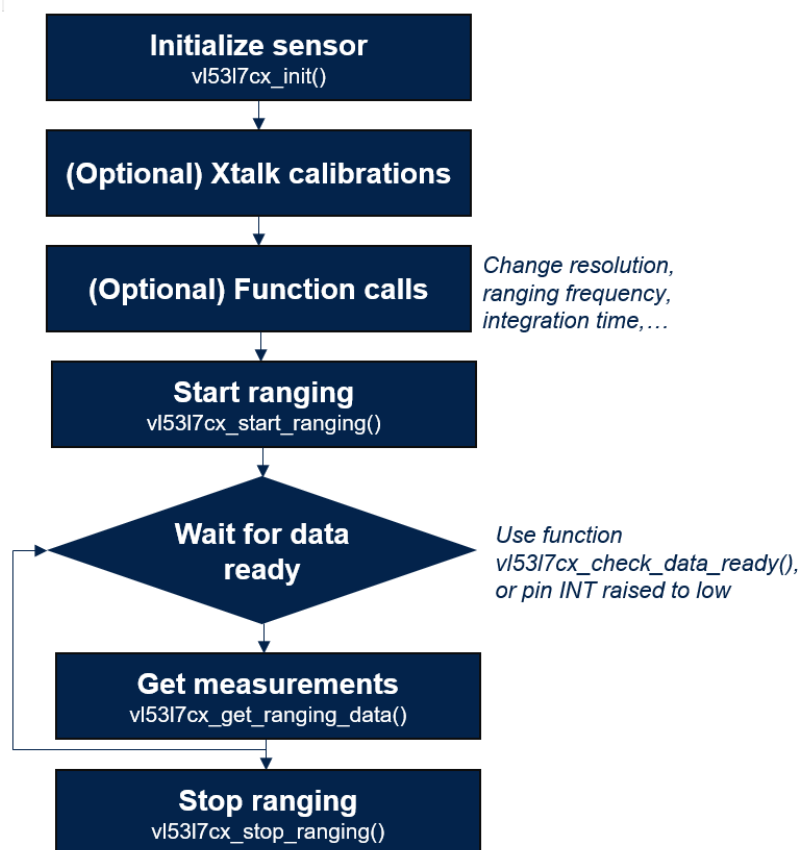 Initialize sensor
vl53l7cx_init()
(Optional) Xtalk calibrations
(Optional) Function calls
Change resolution,
ranging frequency,
integration time,…
Start ranging
vl53l7cx_start_ranging()
Wait for data
ready
Use function
vl53l7cx_check_data_ready(),
or pin INT raised to low
Get measurements
vl53l7cx_get_ranging_data()
Stop ranging
vl53l7cx_stop_ranging()